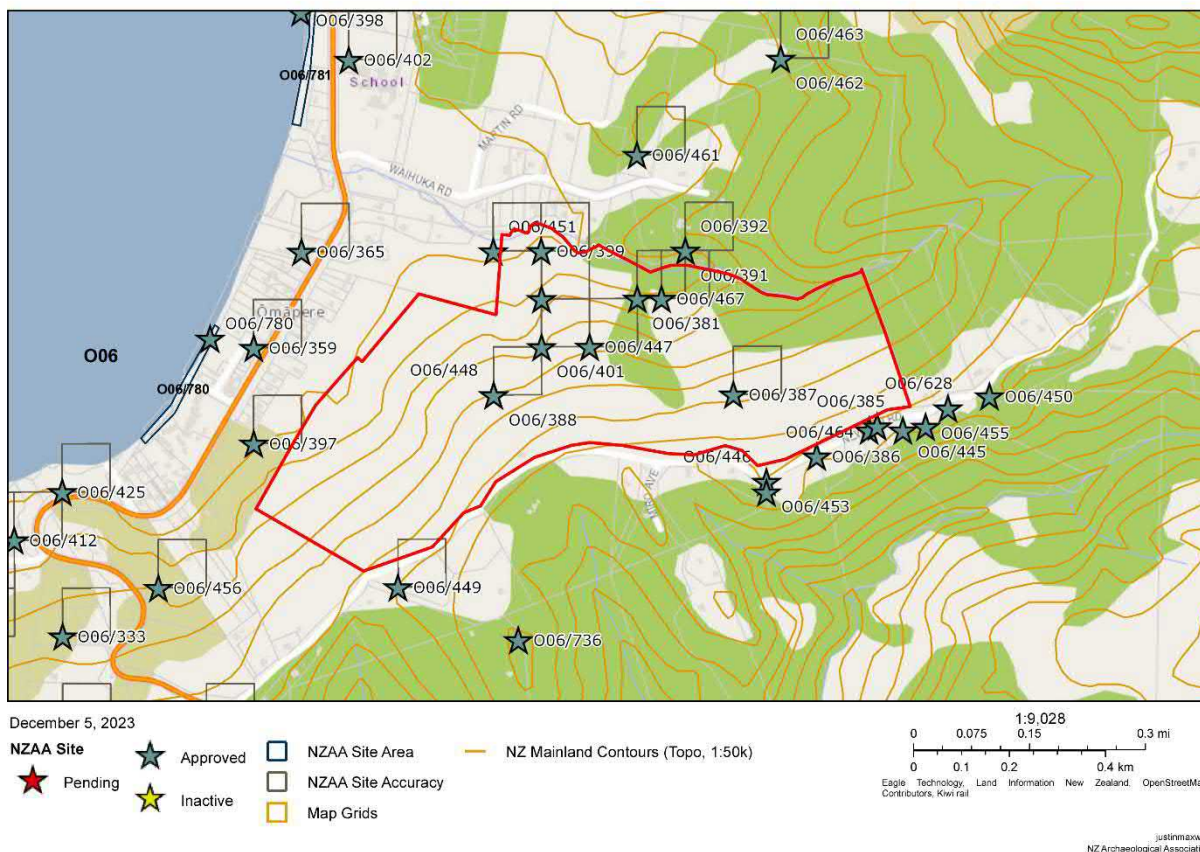 O06/398
O06/402
School
O06/781
O06/463
O06/462
MARTIN RD
O06/461
WAIHUKA RD
O06/451
O06/399
O06/392
O06/391
O06/365
Ōmāpere
O06/467
O06/381
O06/780
O06/359
O06
O06/780
O06/448
O06/447
O06/401
O06/388
O06/387
O06/385
O06/628
O06/450
O06/397
O06/464
O06/455
O06/445
O06/446
O06/386
O06/453
O06/425
O06/412
O06/456
O06/449
O06/333
O06/736
December 5, 2023
NZAA Site
Pending
Approved
Inactive
NZAA Site Area
NZAA Site Accuracy
Map Grids
NZ Mainland Contours (Topo, 1:50k)
1:9,028
0 0.075 0.15 0.3 mi
0 0.1 0.2 0.4 km
Eagle Technology, Land Information New Zealand, OpenStreetMa
Contributors, Kiwi rail
justinmaxw
NZ Archaeological Associati